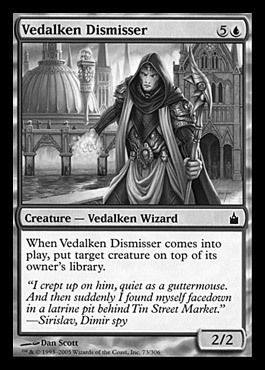 Vedalken Dismisser 5
Creature — Vedalken Wizard
When Vedalken Dismisser comes into
play, put target creature on top of its
owner's library.
"I crept up on him, quiet as a guttermouse.
And then suddenly I found myself facedown
in a latrine pit behind Tin Street Market."
—Sirislav, Dimir spy
2/2
Dan Scott
™ & © 1993–2005 Wizards of the Coast, Inc. 73/306